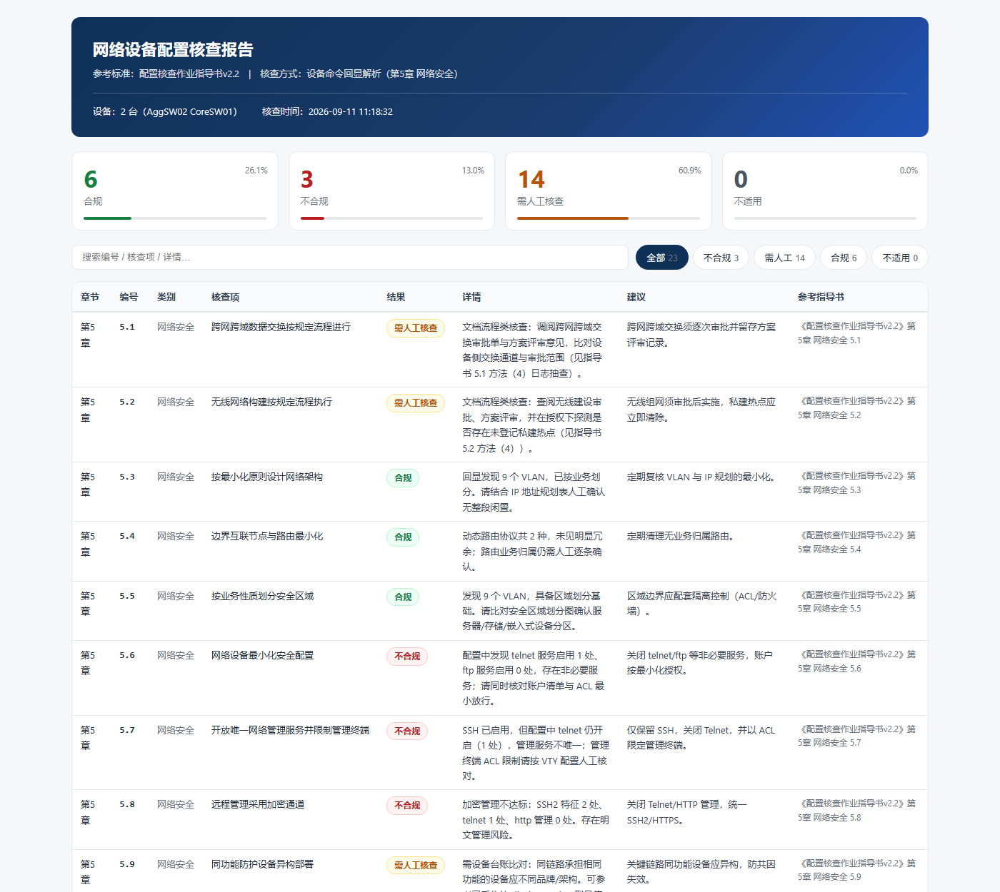 网络设备配置核查报告
参考标准：配置核查作业指导书v2.2 | 核查方式：设备命令回显解析（第5章 网络安全）
设备：2 台（AggSW02 CoreSW01） 核查时间：2026-09-11 11:18:32
6 26.1%
合规
3 13.0%
不合规
14 60.9%
需人工核查
0 0.0%
不适用
搜索编号 / 核查项 / 详情… 全部 23 不合规 3 需人工 14 合规 6 不适用 0
章节 编号 类别 核查项 结果 详情 建议 参考指导书
第5 5.1 网络安全 跨网跨域数据交换按规定流程进行 需人工核查 文档流程类核查：调阅跨网跨域交 跨网跨域交换须逐次审批并留存方案 《配置核查作业指导书v2.2》第
章 换审批单与方案评审意见，比对设 评审记录。 5章 网络安全 5.1
备侧交换通道与审批范围（见指导
书 5.1 方法（4）日志抽查）。
第5 5.2 网络安全 无线网络构建按规定流程执行 需人工核查 文档流程类核查：查阅无线建设审 无线组网须审批后实施，私建热点应 《配置核查作业指导书v2.2》第
章 批、方案评审，并在授权下探测是 立即清除。 5章 网络安全 5.2
否存在未登记私建热点（见指导书
5.2 方法（4））。
第5 5.3 网络安全 按最小化原则设计网络架构 合规 回显发现 9 个 VLAN，已按业务划 定期复核 VLAN 与 IP 规划的最小化。 《配置核查作业指导书v2.2》第
章 分。请结合 IP 地址规划表人工确认 5章 网络安全 5.3
无整段闲置。
第5 5.4 网络安全 边界互联节点与路由最小化 合规 动态路由协议共 2 种，未见明显冗 定期清理无业务归属路由。 《配置核查作业指导书v2.2》第
章 余；路由业务归属仍需人工逐条确 5章 网络安全 5.4
认。
第5 5.5 网络安全 按业务性质划分安全区域 合规 发现 9 个 VLAN，具备区域划分基 区域边界应配套隔离控制（ACL/防火 《配置核查作业指导书v2.2》第
章 础。请比对安全区域划分图确认服 墙）。 5章 网络安全 5.5
务器/存储/嵌入式设备分区。
第5 5.6 网络安全 网络设备最小化安全配置 不合规 配置中发现 telnet 服务启用 1 处、 关闭 telnet/ftp 等非必要服务，账户 《配置核查作业指导书v2.2》第
章 ftp 服务启用 0 处，存在非必要服 按最小化授权。 5章 网络安全 5.6
务；请同时核对账户清单与 ACL 最
小放行。
第5 5.7 网络安全 开放唯一网络管理服务并限制管理终端 不合规 SSH 已启用，但配置中 telnet 仍开 仅保留 SSH，关闭 Telnet，并以 ACL 《配置核查作业指导书v2.2》第
章 启（1 处），管理服务不唯一；管理 限定管理终端。 5章 网络安全 5.7
终端 ACL 限制请按 VTY 配置人工核
对。
第5 5.8 网络安全 远程管理采用加密通道 不合规 加密管理不达标：SSH2 特征 2 处、 关闭 Telnet/HTTP 管理，统一 《配置核查作业指导书v2.2》第
章 telnet 1 处、http 管理 0 处。存在明 SSH2/HTTPS。 5章 网络安全 5.8
文管理风险。
第5 5.9 网络安全 同功能防护设备异构部署 需人工核查 需设备台账比对：同链路承担相同 关键链路同功能设备应异构，防共因 《配置核查作业指导书v2.2》第
章 功能的设备应不同品牌/架构。可参 失效。 5章 网络安全 5.9